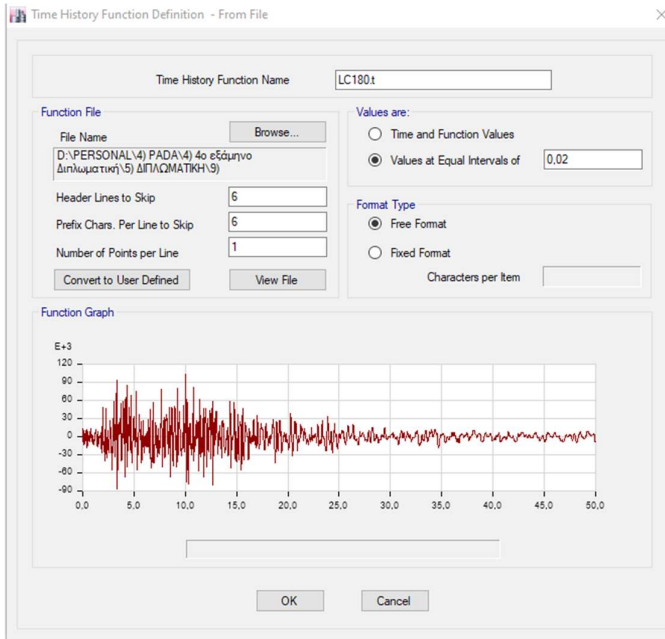 Time History Function Definition - From File
Time History Function Name LC180.t
Function File
File Name Browse...
D:\PERSONAL\4) PADA\4) 4ο εξάμηνο
Διπλωματική\5) ΔΙΠΛΩΜΑΤΙΚΗ\9)
Header Lines to Skip 6
Prefix Chars. Per Line to Skip 6
Number of Points per Line 1
Convert to User Defined View File
Values are:
Time and Function Values
Values at Equal Intervals of 0,02
Format Type
Free Format
Fixed Format
Characters per Item
Function Graph
E+3
120
90
60
30
0
-30
-60
-90
0,0 5,0 10,0 15,0 20,0 25,0 30,0 35,0 40,0 45,0 50,0
OK Cancel